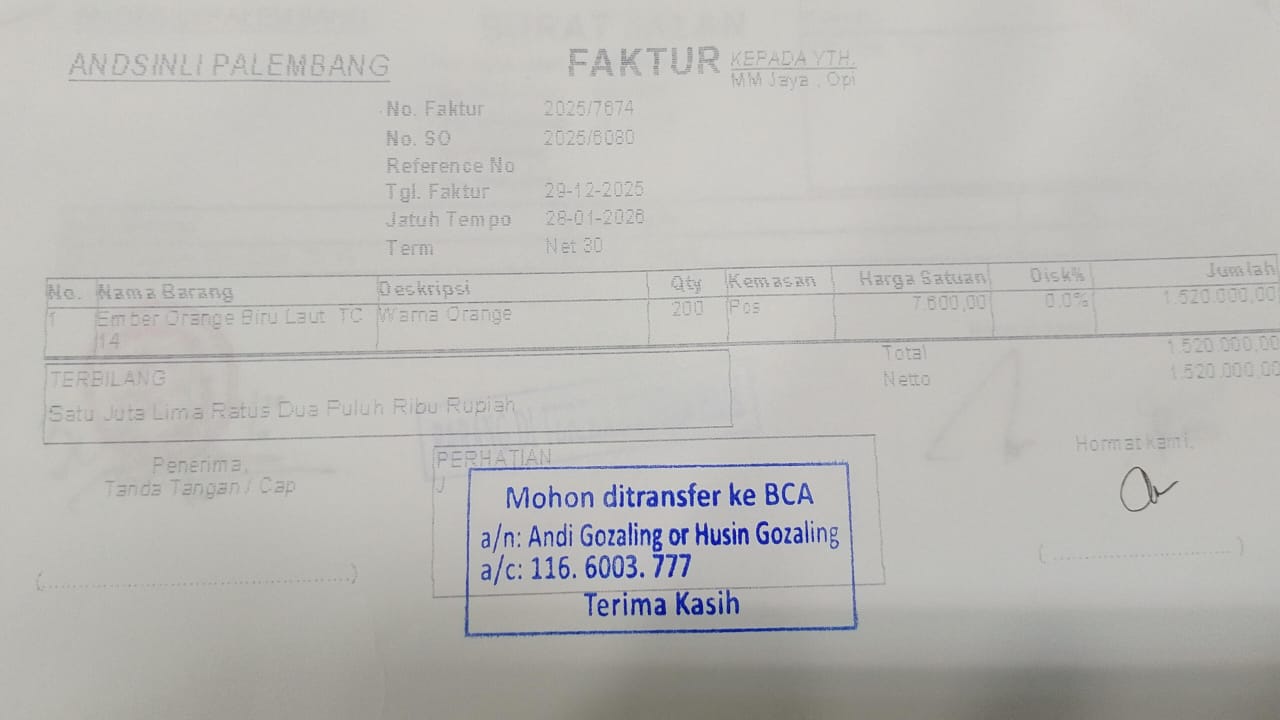 ANDSINLI PALEMBANG
FAKTUR
KEPADA YTH.
MM Jaya , Opi
No. Faktur 2025/7674
No. SO 2025/6080
Reference No
Tgl. Faktur 29-12-2025
Jatuh Tempo 28-01-2026
Term Net 30
No. Nama Barang Deskripsi Qty Kemasan Harga Satuan Disk% Jumlah
1 Ember Orange Biru Laut TC Warna Orange 200 Pcs 7.600,00 0.0% 1.520.000,00
14
Total 1.520.000,00
Netto 1.520.000,00
TERBILANG
Satu Juta Lima Ratus Dua Puluh Ribu Rupiah
Penerima,
Tanda Tangan / Cap
(......................................................)
PERHATIAN
J
Mohon ditransfer ke BCA
a/n: Andi Gozaling or Husin Gozaling
a/c: 116. 6003. 777
Terima Kasih
Hormat kami,
(................................)